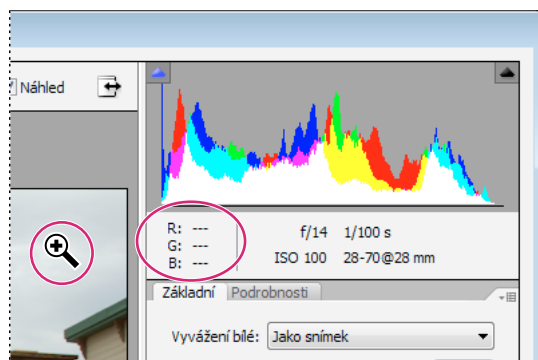 Náhled
R: ---
G: ---
B: ---
f/14 1/100 s
ISO 100 28-70@28 mm
Základní Podrobnosti
Vyvážení bílé: Jako snímek